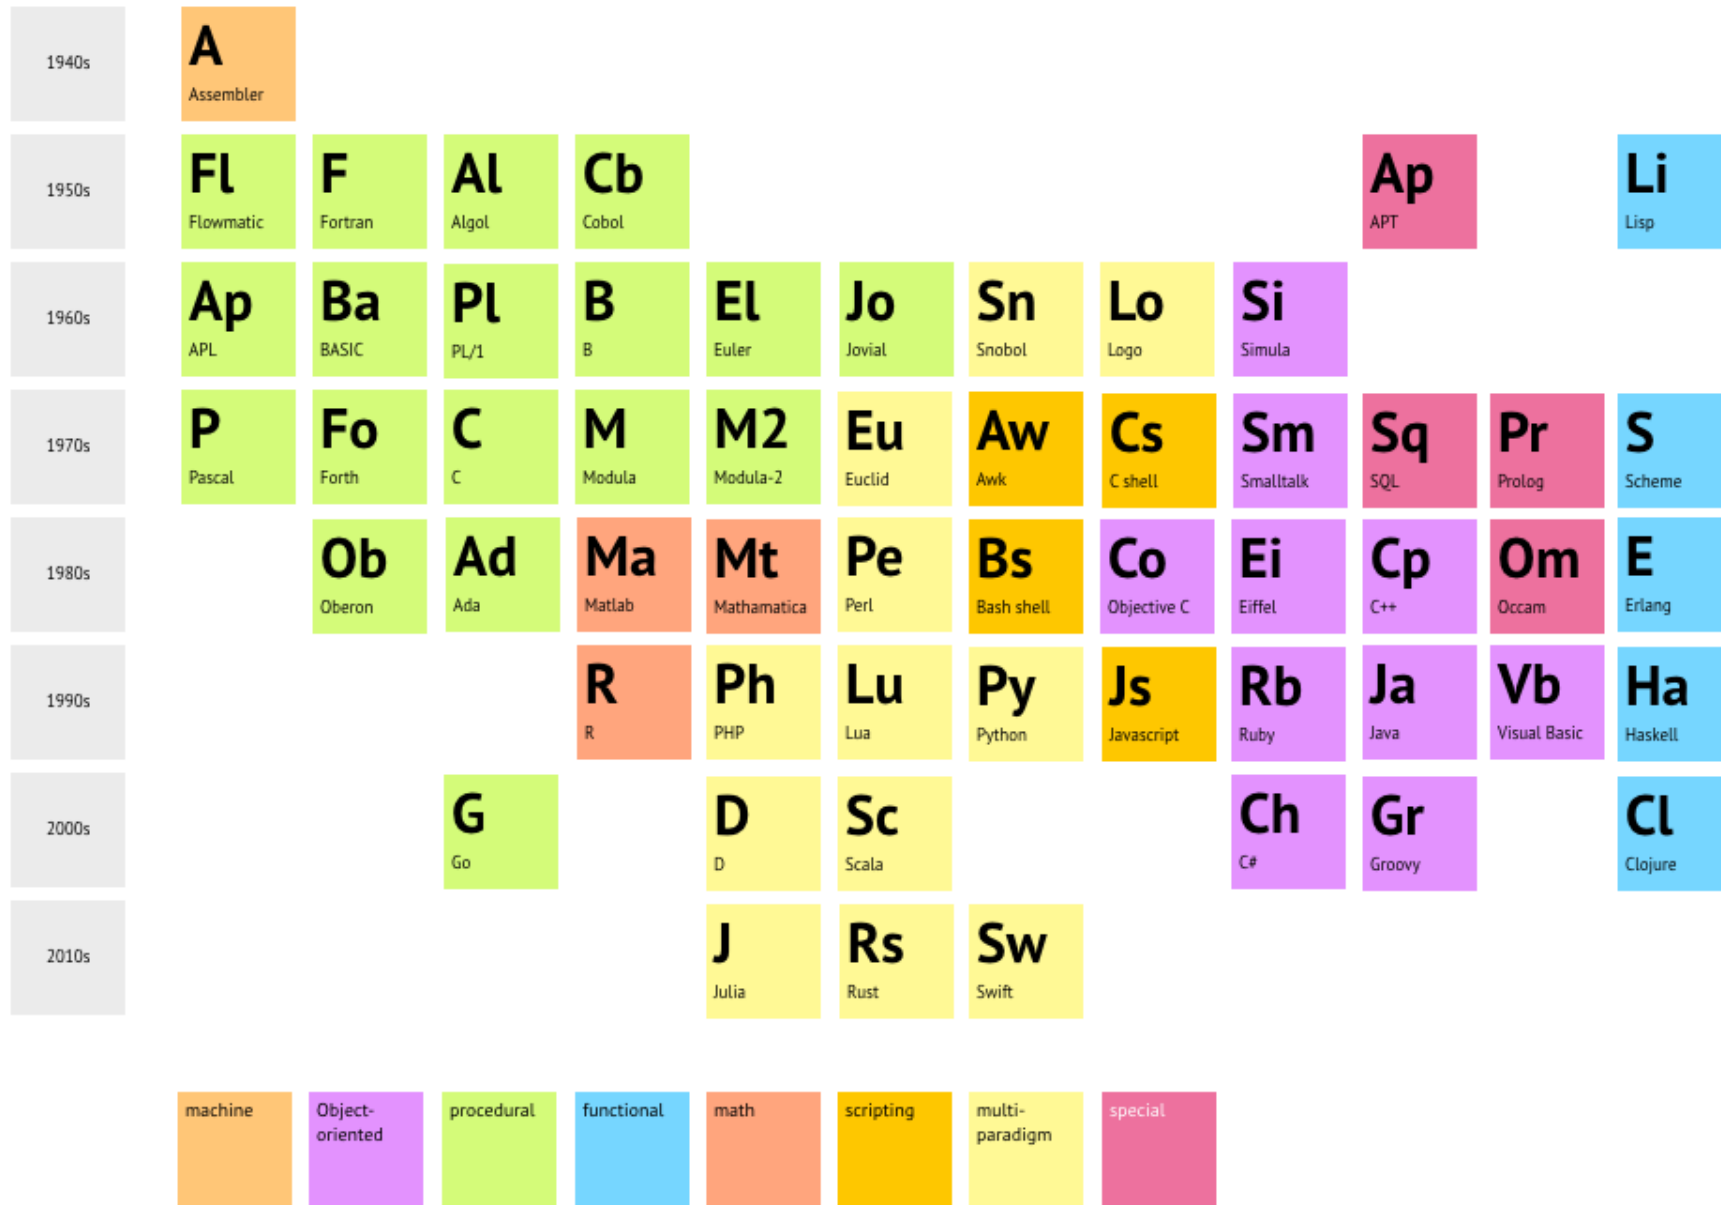 1940s
A
Assembler
1950s
Fl
Flowmatic
F
Fortran
Al
Algol
Cb
Cobol
Ap
APT
Li
Lisp
1960s
Ap
APL
Ba
BASIC
Pl
PL/1
B
B
El
Euler
Jo
Jovial
Sn
Snobol
Lo
Logo
Si
Simula
1970s
P
Pascal
Fo
Forth
C
C
M
Modula
M2
Modula-2
Eu
Euclid
Aw
Awk
Cs
C shell
Sm
Smalltalk
Sq
SQL
Pr
Prolog
S
Scheme
1980s
Ob
Oberon
Ad
Ada
Ma
Matlab
Mt
Mathamatica
Pe
Perl
Bs
Bash shell
Co
Objective C
Ei
Eiffel
Cp
C++
Om
Occam
E
Erlang
1990s
R
R
Ph
PHP
Lu
Lua
Py
Python
Js
Javascript
Rb
Ruby
Ja
Java
Vb
Visual Basic
Ha
Haskell
2000s
G
Go
D
D
Sc
Scala
Ch
C#
Gr
Groovy
Cl
Clojure
2010s
J
Julia
Rs
Rust
Sw
Swift
machine
Object-
oriented
procedural
functional
math
scripting
multi-
paradigm
special